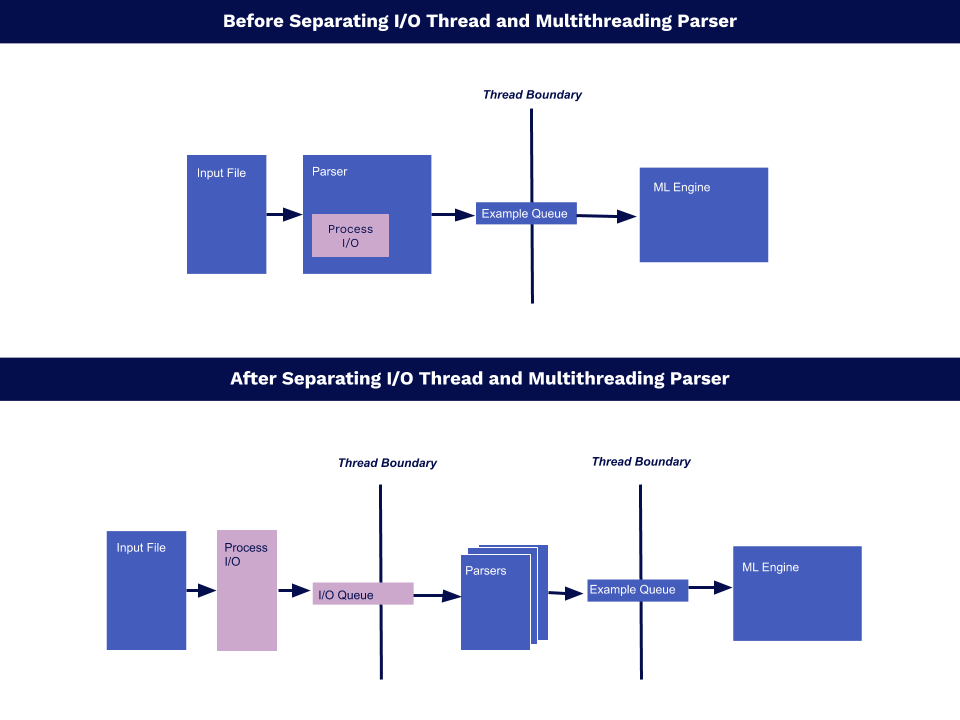 Before Separating I/O Thread and Multithreading Parser
Thread Boundary
Input File
Parser
Process
I/O
Example Queue
ML Engine
After Separating I/O Thread and Multithreading Parser
Thread Boundary
Thread Boundary
Input File
Process
I/O
I/O Queue
Parsers
Example Queue
ML Engine